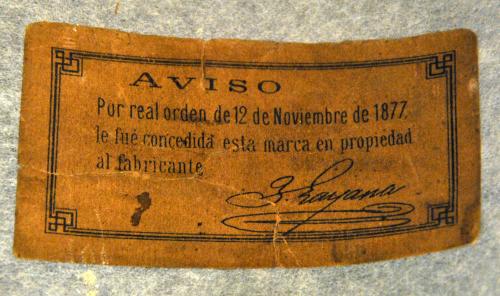 AVISO
Por real orden de 12 de Noviembre de 1877,
le fué concedida esta marca en propiedad
al fabricante
Z. Layana